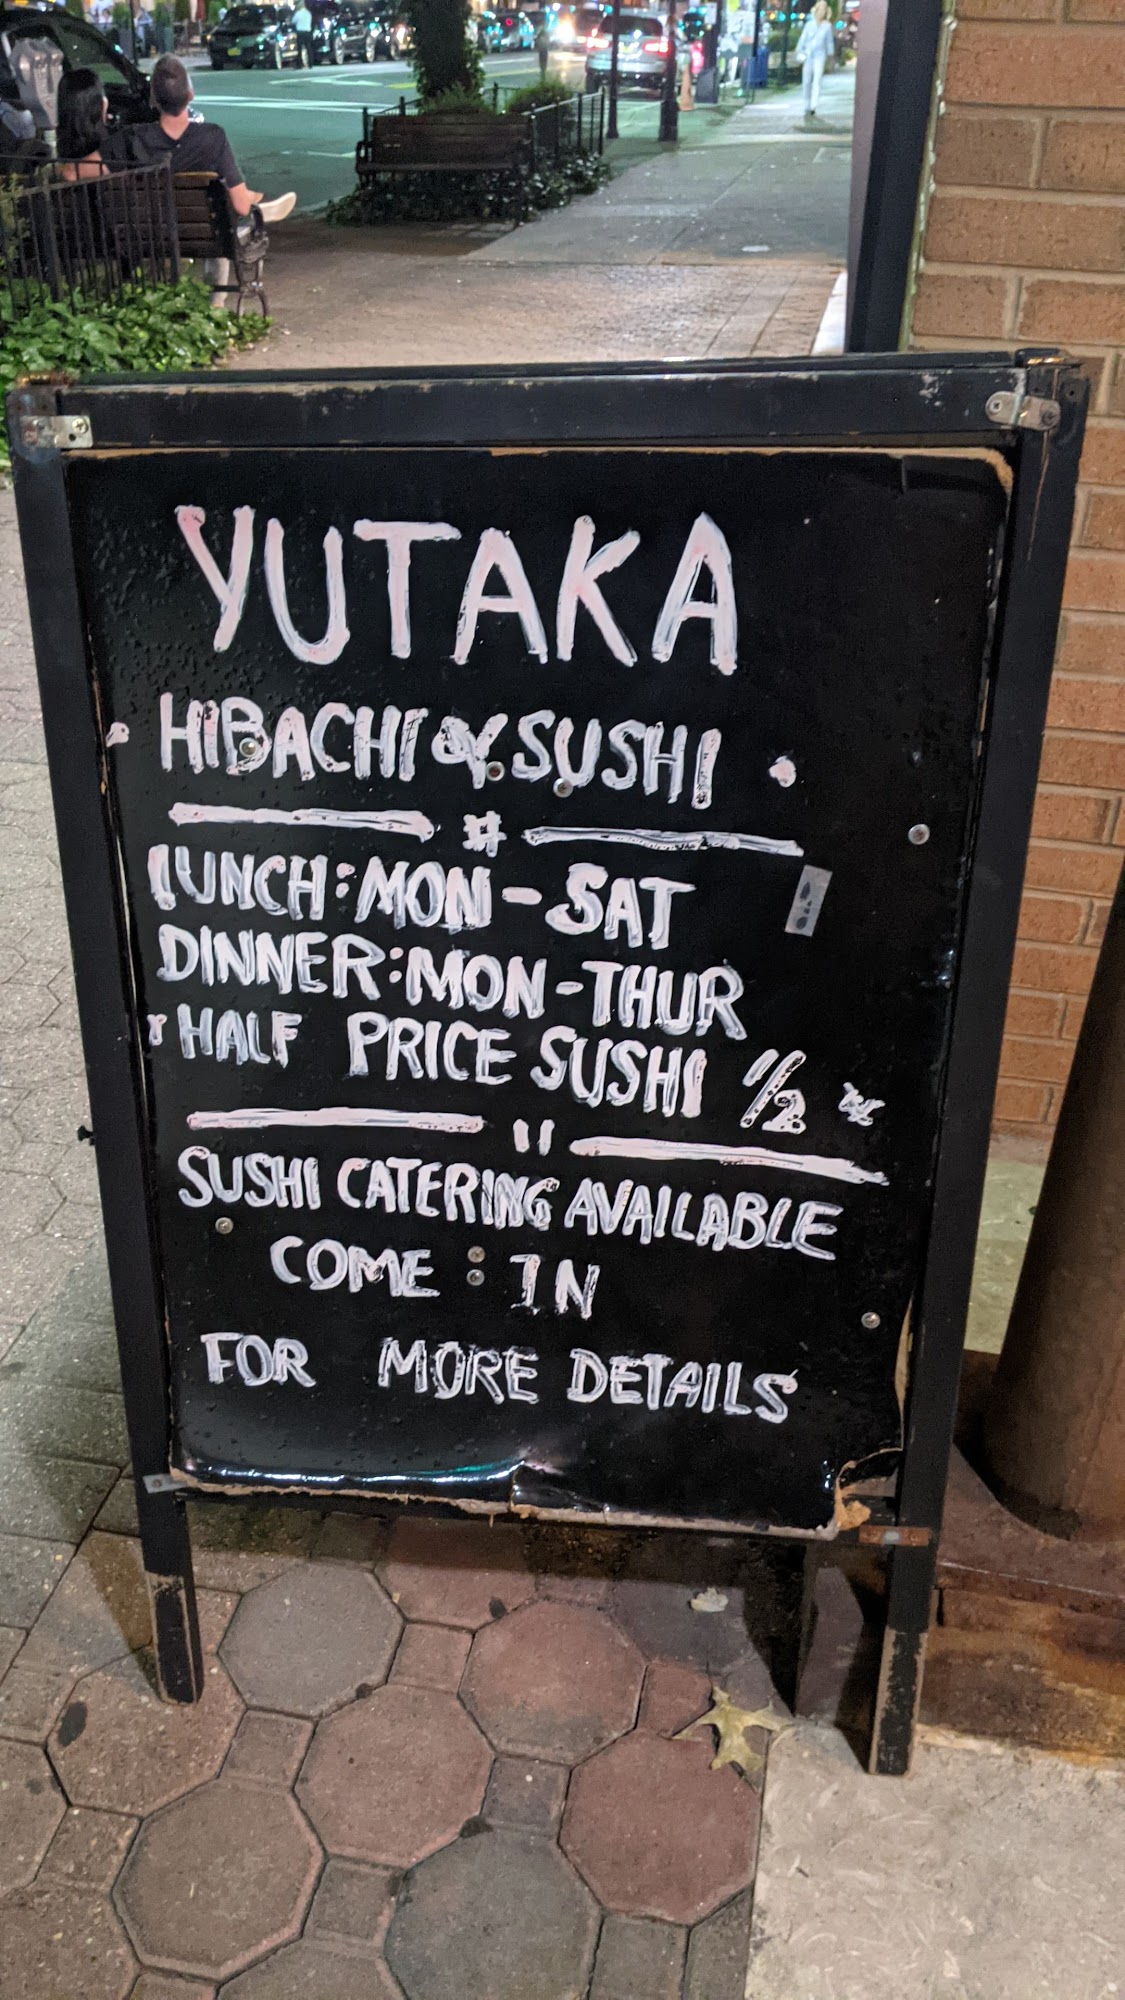 YUTAKA
HIBACHI & SUSHI
#
LUNCH: MON - SAT
DINNER: MON - THUR
HALF PRICE SUSHI 1/2
"
SUSHI CATERING AVAILABLE
COME : IN
FOR MORE DETAILS